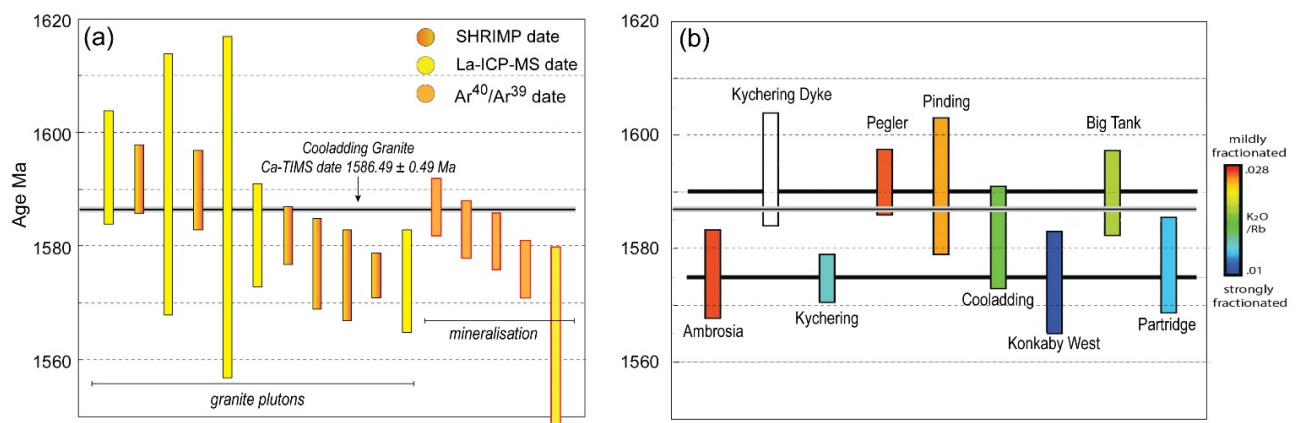 (a)
1620
1600
1580
1560
Age Ma
SHRIMP date
La-ICP-MS date
Ar40/Ar39 date
Cooladding Granite
Ca-TIMS date 1586.49 ± 0.49 Ma
mineralisation
granite plutons
(b)
1620
1600
1580
1560
Kychering Dyke
Pegler
Pinding
Big Tank
Ambrosia
Kychering
Cooladding
Konkaby West
Partridge
mildly
fractionated
.028
K2O
/Rb
.01
strongly
fractionated